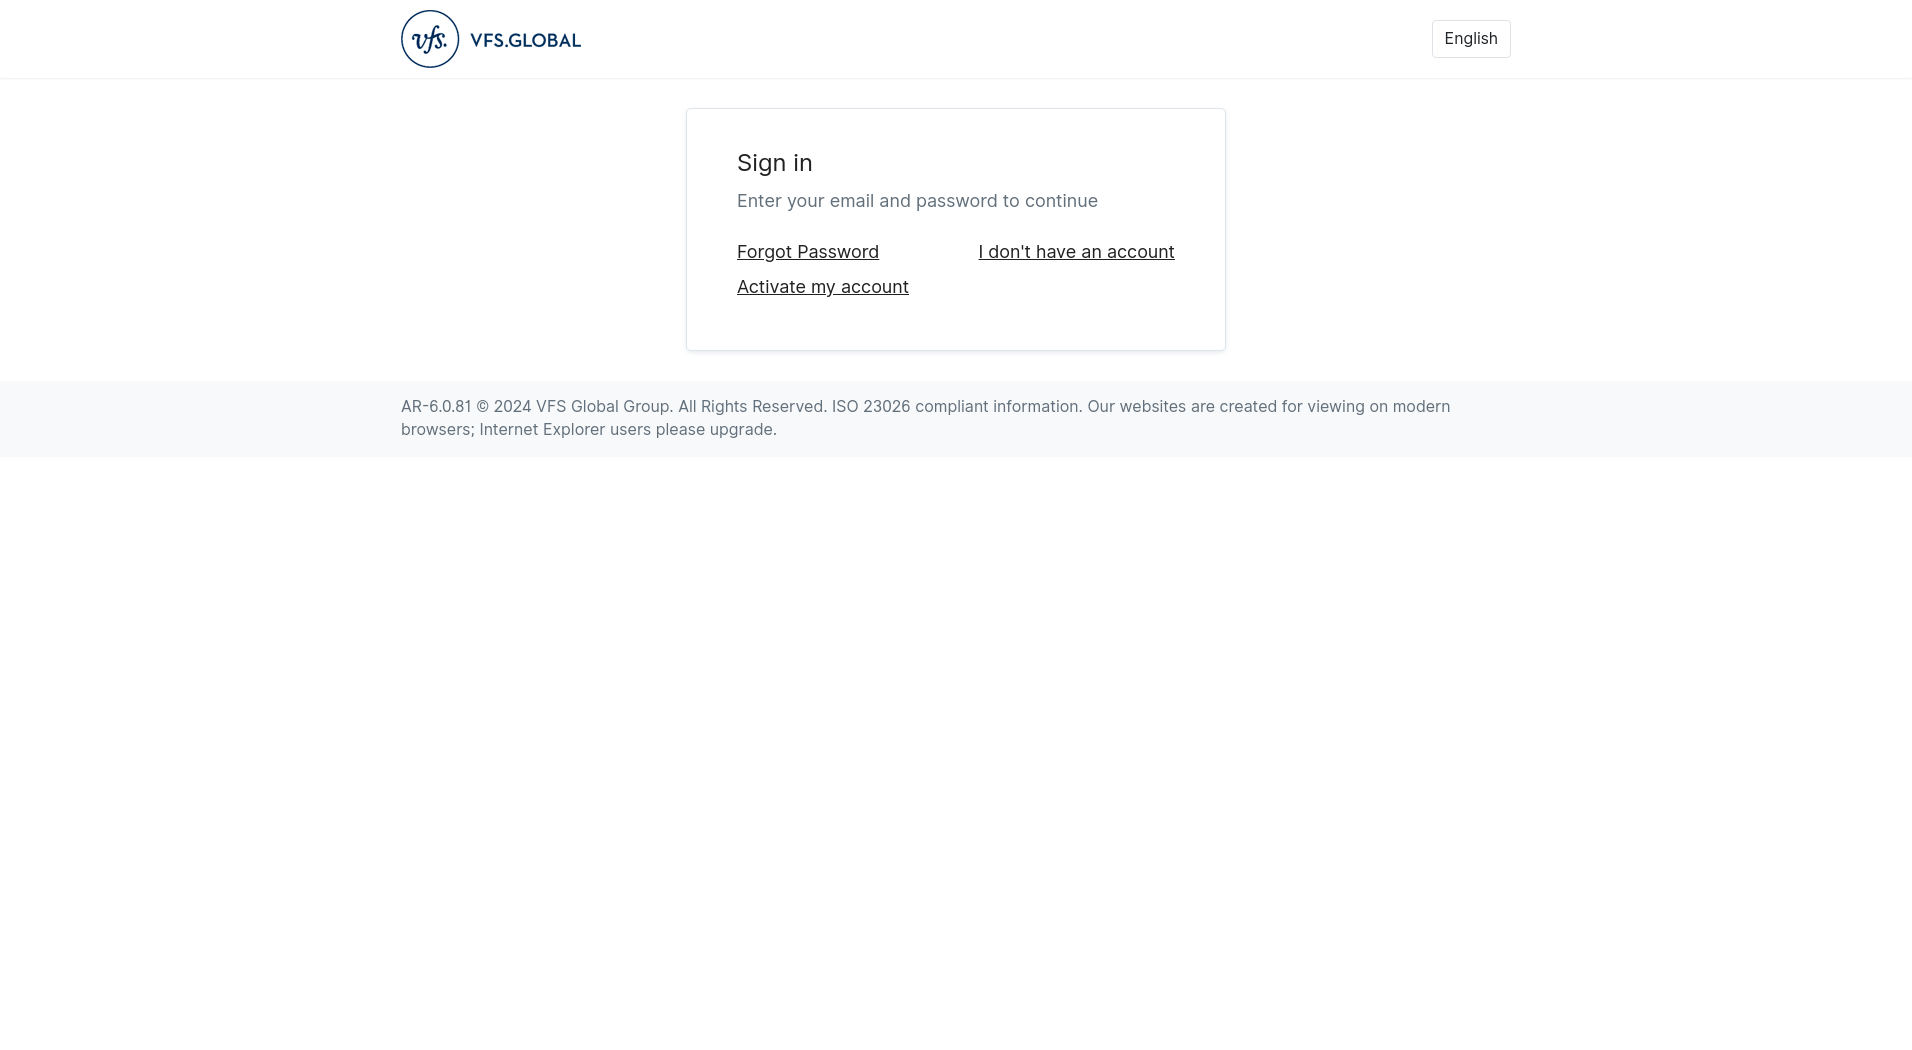 vfs. VFS.GLOBAL
English
Sign in
Enter your email and password to continue
Forgot Password
I don't have an account
Activate my account
AR-6.0.81 © 2024 VFS Global Group. All Rights Reserved. ISO 23026 compliant information. Our websites are created for viewing on modern
browsers; Internet Explorer users please upgrade.